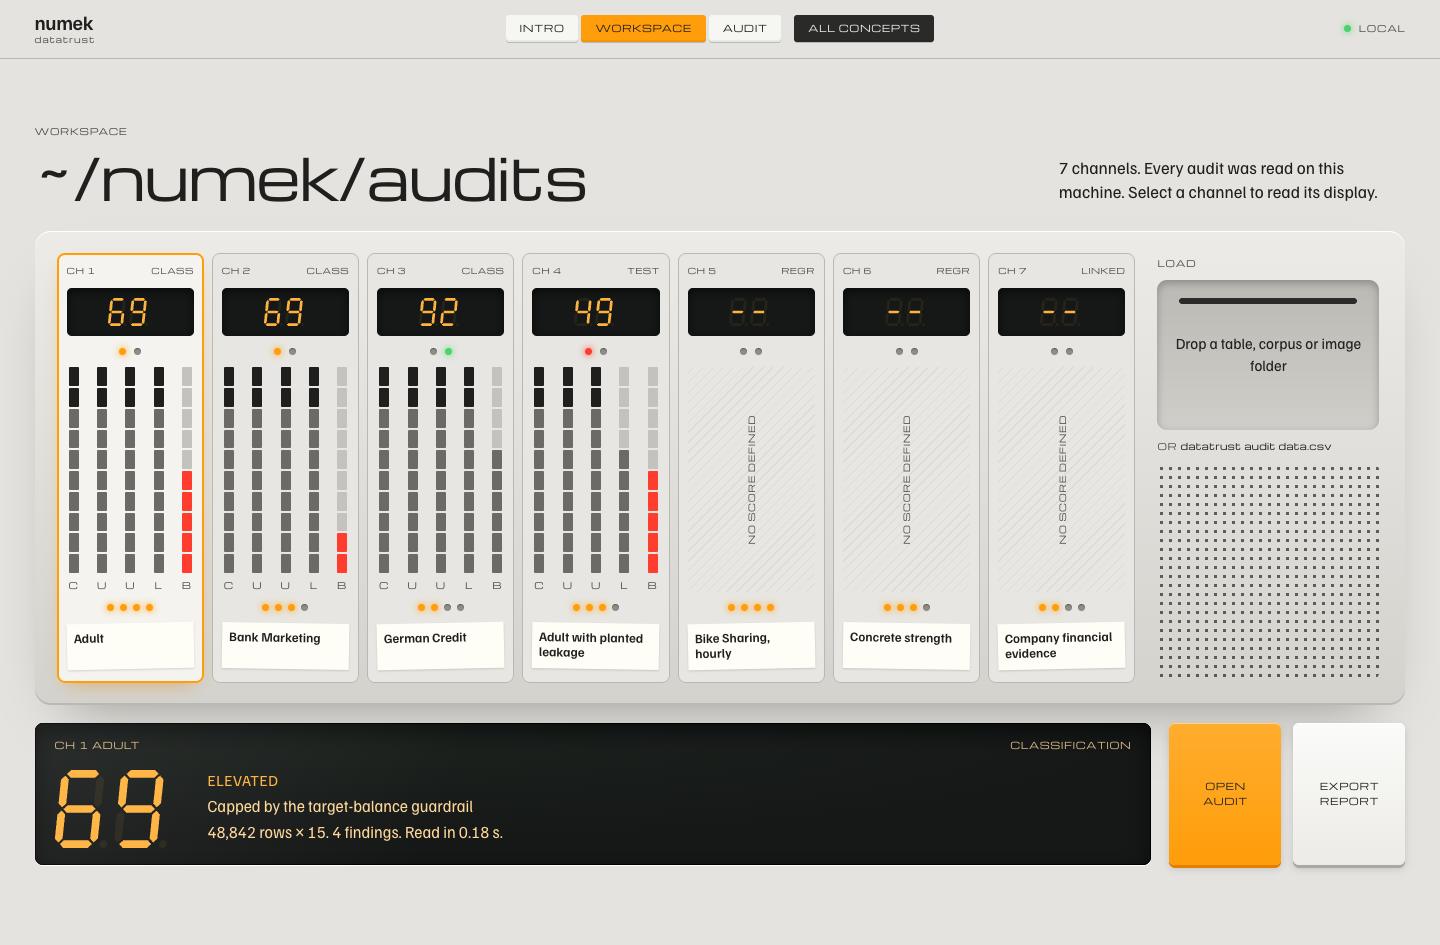 numek
datatrust
INTRO
WORKSPACE
AUDIT
ALL CONCEPTS
LOCAL
WORKSPACE
~/numek/audits
7 channels. Every audit was read on this
machine. Select a channel to read its display.
CH 1 CLASS
69
C U U L B
Adult
CH 2 CLASS
69
C U U L B
Bank Marketing
CH 3 CLASS
92
C U U L B
German Credit
CH 4 TEST
49
C U U L B
Adult with planted
leakage
CH 5 REGR
--
NO SCORE DEFINED
Bike Sharing,
hourly
CH 6 REGR
--
NO SCORE DEFINED
Concrete strength
CH 7 LINKED
--
NO SCORE DEFINED
Company financial
evidence
LOAD
Drop a table, corpus or image
folder
OR datatrust audit data.csv
CH 1 ADULT
CLASSIFICATION
69
ELEVATED
Capped by the target-balance guardrail
48,842 rows × 15. 4 findings. Read in 0.18 s.
OPEN
AUDIT
EXPORT
REPORT